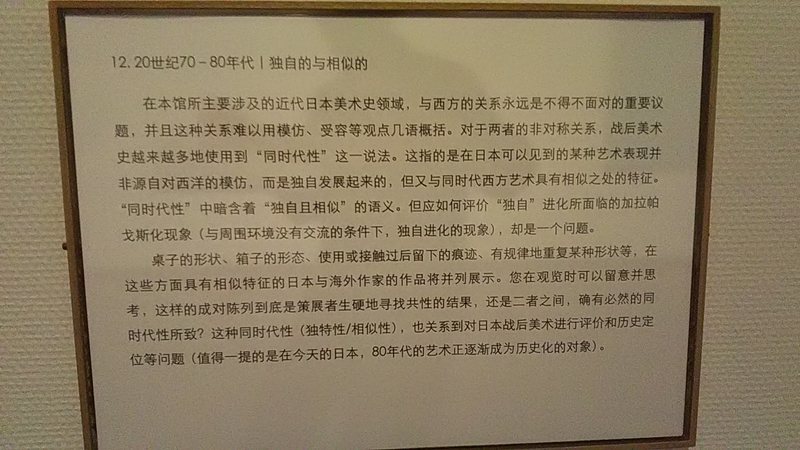 12. 20世纪70－80年代｜独自的与相似的
在本馆所主要涉及的近代日本美术史领域，与西方的关系永远是不得不面对的重要议
题，并且这种关系难以用模仿、受容等观点几语概括。对于两者的非对称关系，战后美术
史越来越多地使用到“同时代性”这一说法。这指的是在日本可以见到的某种艺术表现并
非源自对西洋的模仿，而是独自发展起来的，但又与同时代西方艺术具有相似之处的特征。
“同时代性”中暗含着“独自且相似”的语义。但应如何评价“独自”进化所面临的加拉帕
戈斯化现象（与周围环境没有交流的条件下，独自进化的现象），却是一个问题。
桌子的形状、箱子的形态、使用或接触过后留下的痕迹、有规律地重复某种形状等，在
这些方面具有相似特征的日本与海外作家的作品将并列展示。您在观览时可以留意并思
考，这样的成对陈列到底是策展者生硬地寻找共性的结果，还是二者之间，确有必然的同
时代性所致？这种同时代性（独特性/相似性），也关系到对日本战后美术进行评价和历史定
位等问题（值得一提的是在今天的日本，80年代的艺术正逐渐成为历史化的对象）。